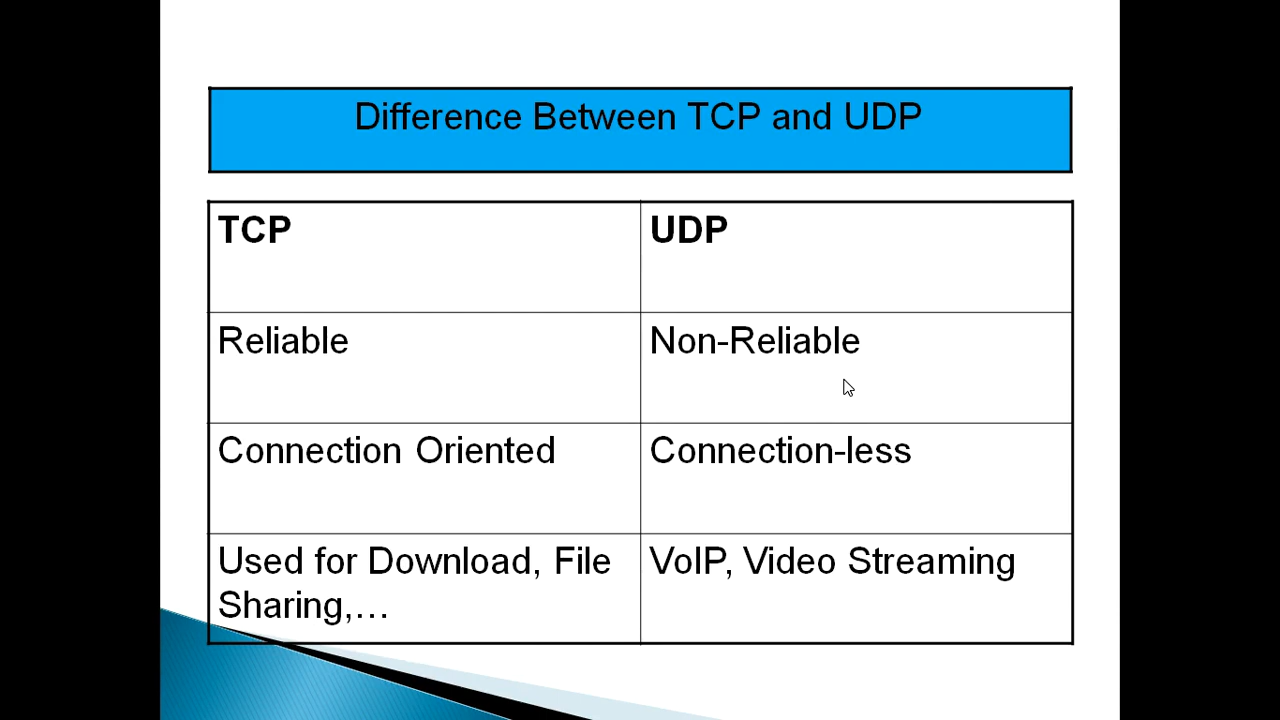 Difference Between TCP and UDP
TCP
UDP
Reliable
Non-Reliable
Connection Oriented
Connection-less
Used for Download, File
Sharing,…
VoIP, Video Streaming